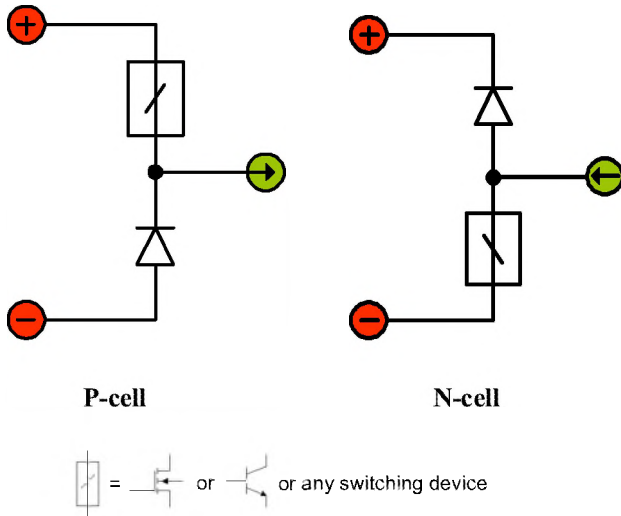 P-cell
N-cell
= or or any switching device